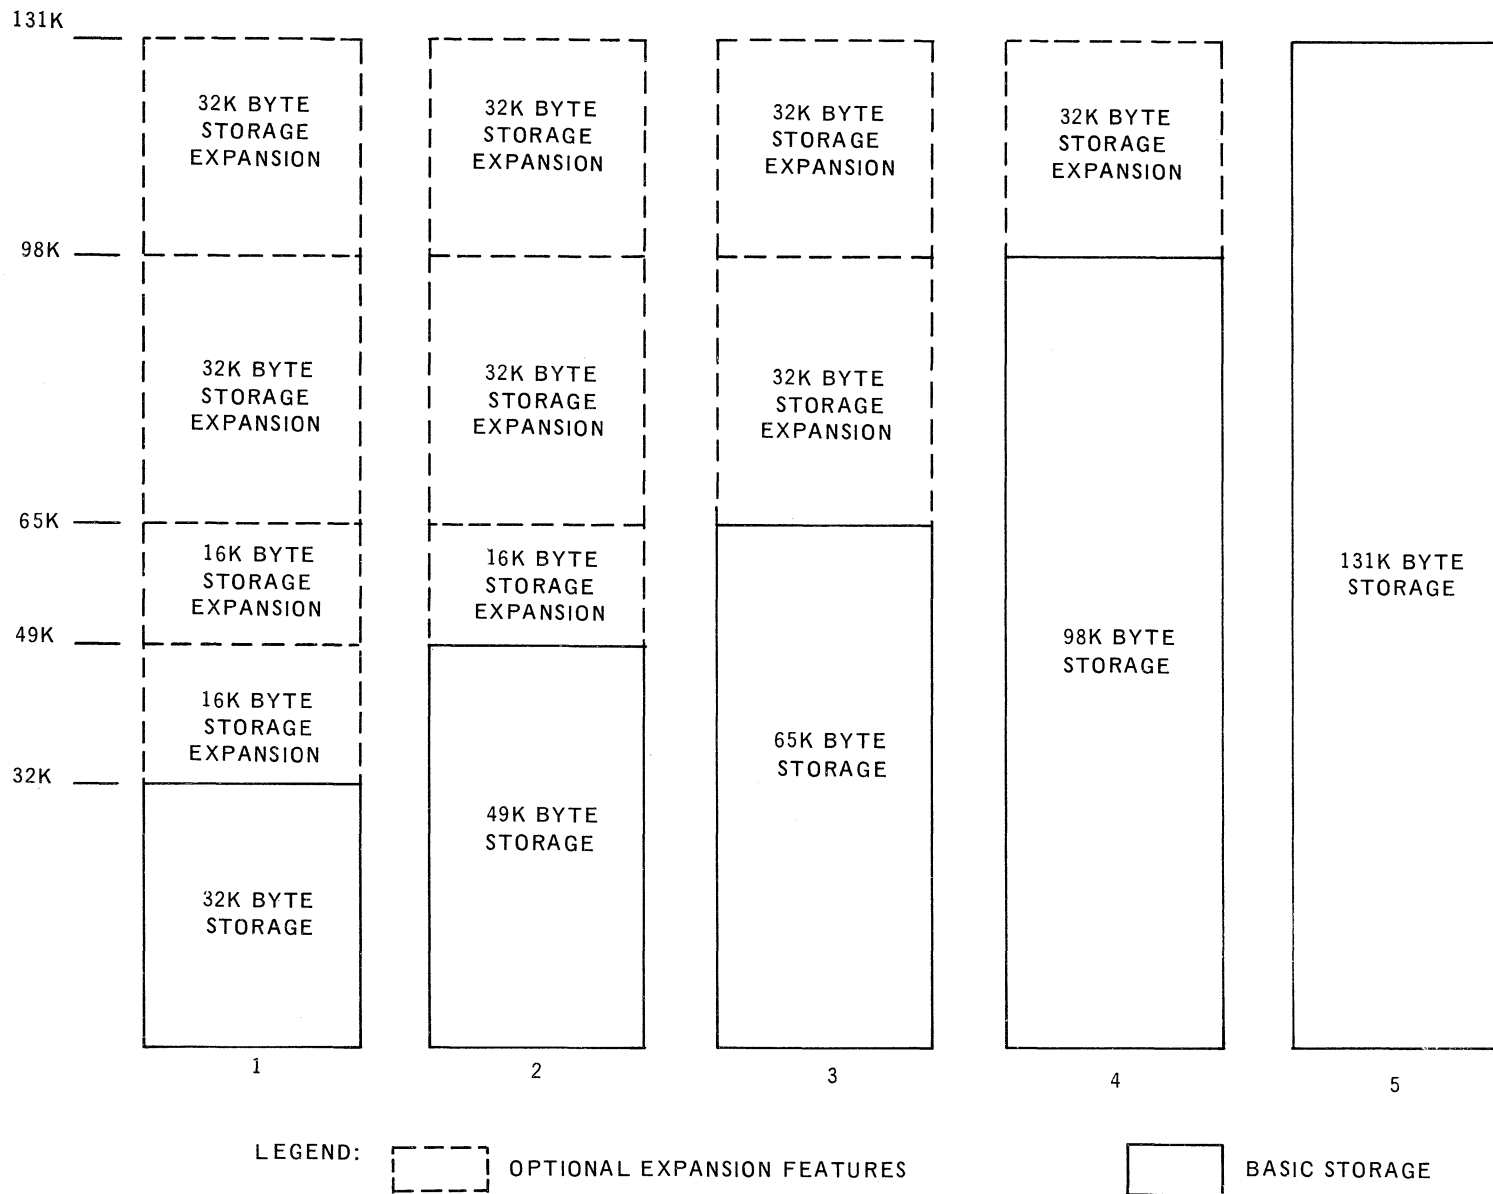 131K
32K BYTE
STORAGE
EXPANSION
32K BYTE
STORAGE
EXPANSION
32K BYTE
STORAGE
EXPANSION
32K BYTE
STORAGE
EXPANSION
98K
32K BYTE
STORAGE
EXPANSION
32K BYTE
STORAGE
EXPANSION
32K BYTE
STORAGE
EXPANSION
65K
16K BYTE
STORAGE
EXPANSION
16K BYTE
STORAGE
EXPANSION
131K BYTE
STORAGE
49K
98K BYTE
STORAGE
16K BYTE
STORAGE
EXPANSION
65K BYTE
STORAGE
32K
49K BYTE
STORAGE
32K BYTE
STORAGE
1
2
3
4
5
LEGEND:
OPTIONAL EXPANSION FEATURES
BASIC STORAGE